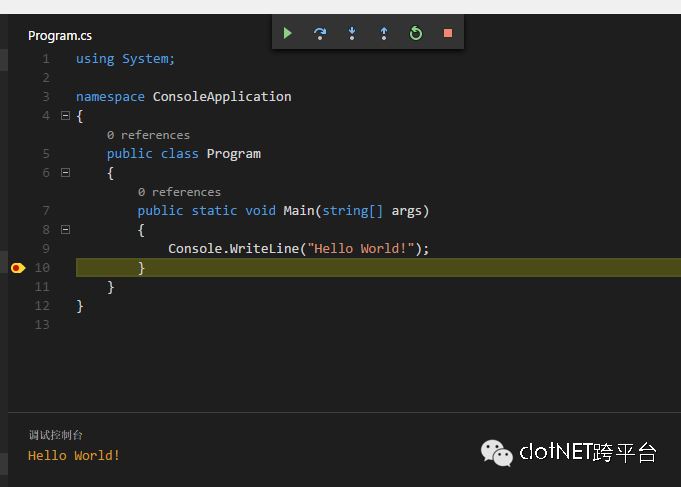 Program.cs
1 using System;
2
3 namespace ConsoleApplication
4 {
0 references
5 public class Program
6 {
0 references
7 public static void Main(string[] args)
8 {
9 Console.WriteLine("Hello World!");
10 }
11 }
12 }
13
调试控制台
Hello World!
dotNET跨平台